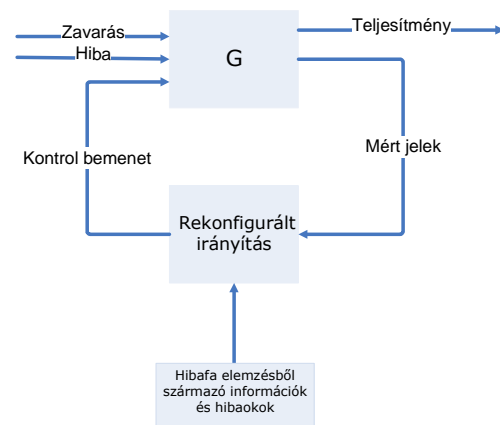 Zavarás
Hiba
G
Teljesítmény
Kontrol bemenet
Mért jelek
Rekonfigurált
irányítás
Hibafa elemzésből
származó információk
és hibaokok